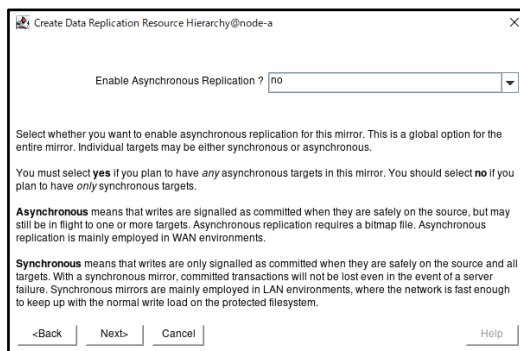 Create Data Replication Resource Hierarchy@node-a
Enable Asynchronous Replication ? no
Select whether you want to enable asynchronous replication for this mirror. This is a global option for the
entire mirror. Individual targets may be either synchronous or asynchronous.
You must select yes if you plan to have any asynchronous targets in this mirror. You should select no if you
plan to have only synchronous targets.
Asynchronous means that writes are signalled as committed when they are safely on the source, but may
still be in flight to one or more targets. Asynchronous replication requires a bitmap file. Asynchronous
replication is mainly employed in WAN environments.
Synchronous means that writes are only signalled as committed when they are safely on the source and all
targets. With a synchronous mirror, committed transactions will not be lost even in the event of a server
failure. Synchronous mirrors are mainly employed in LAN environments, where the network is fast enough
to keep up with the normal write load on the protected filesystem.
<Back Next> Cancel Help